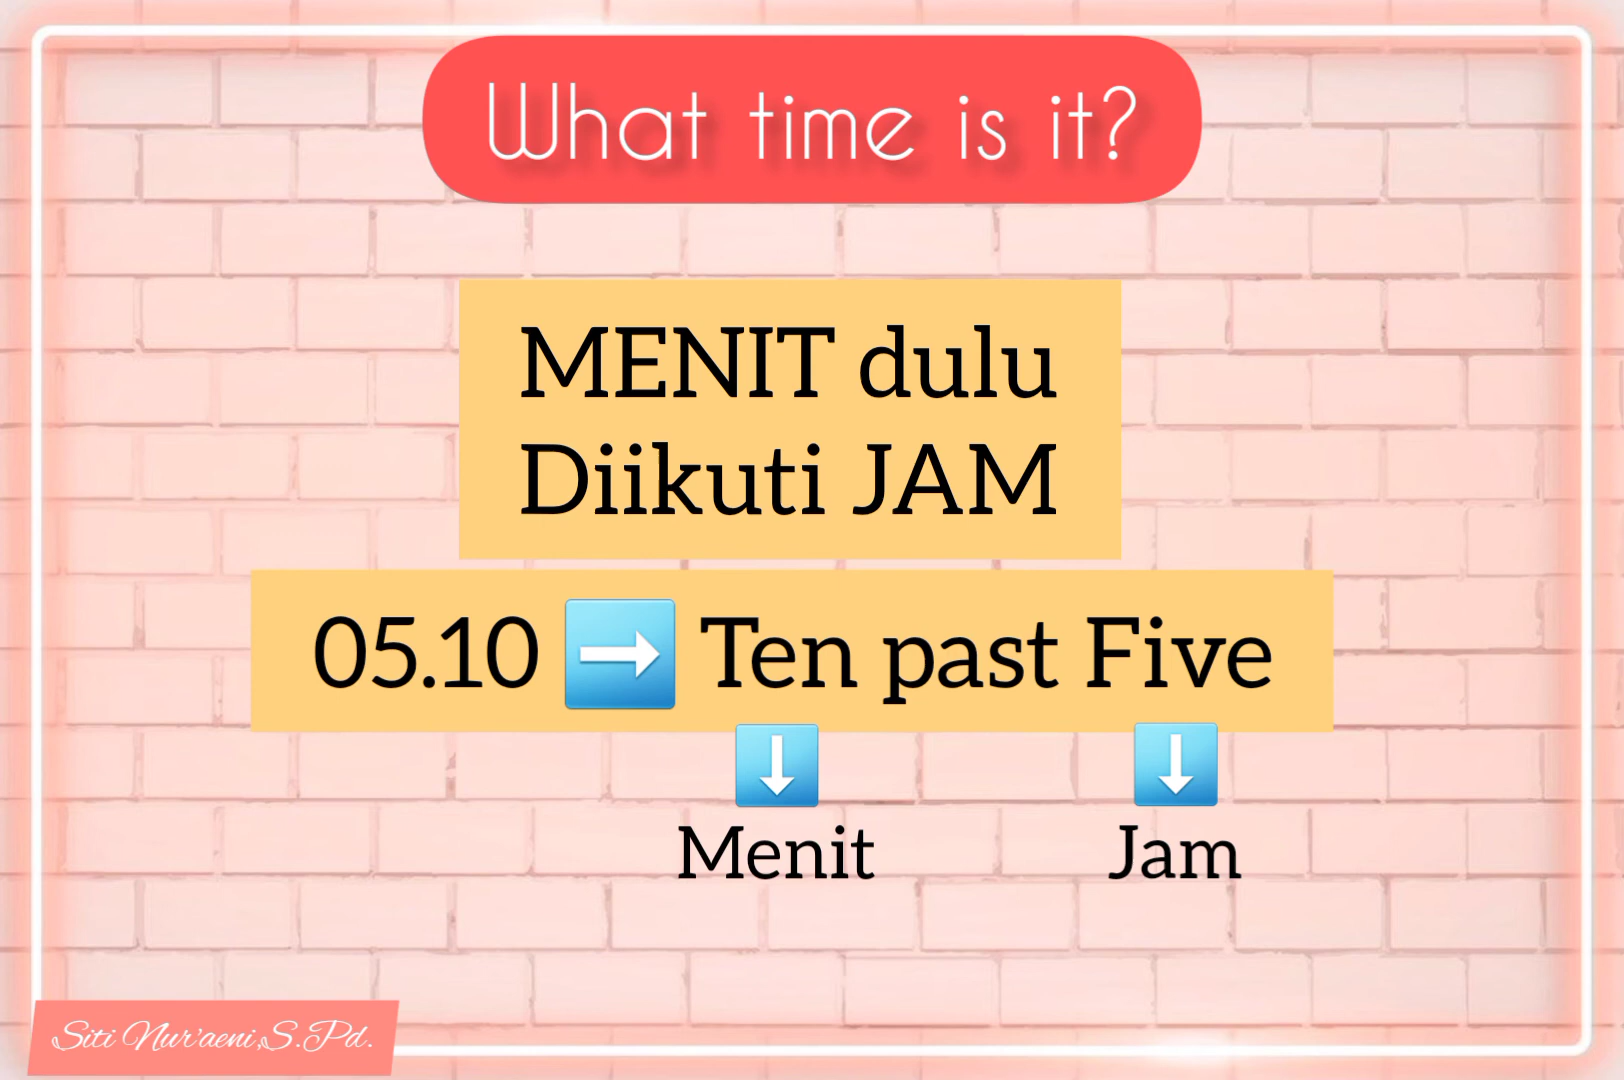 What time is it?
MENIT dulu
Diikuti JAM
05.10 ➡️ Ten past Five
⬇️ ⬇️
Menit Jam
Siti Nur'aeni,S.Pd.